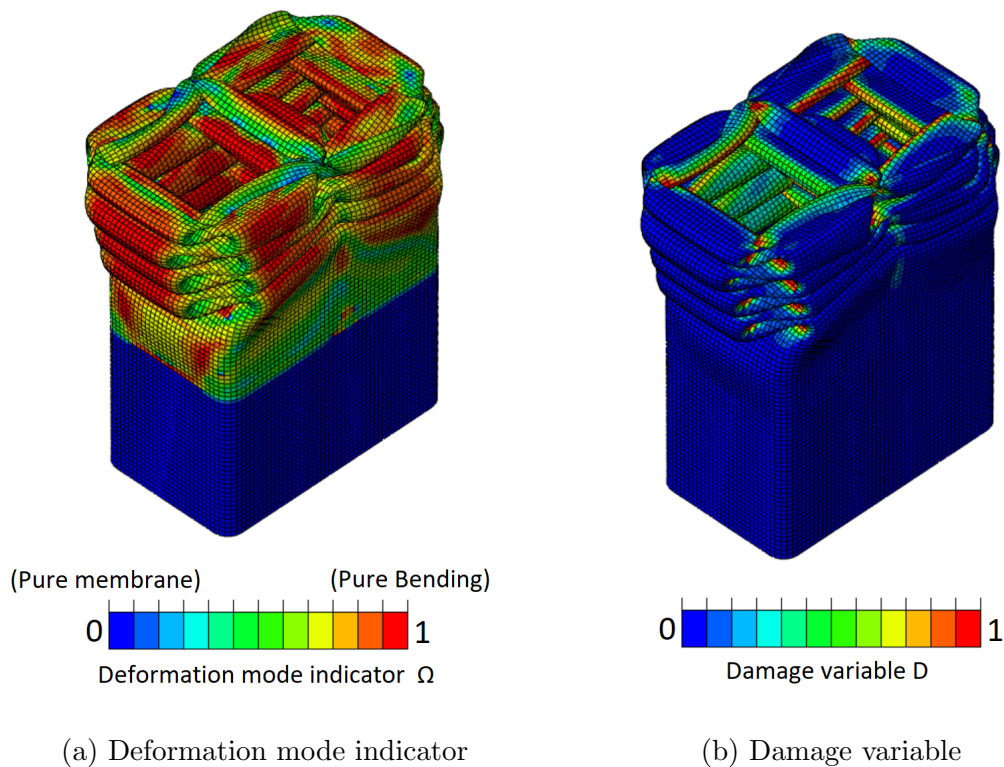 (Pure membrane) (Pure Bending)
0 1
Deformation mode indicator Ω
0 1
Damage variable D
(a) Deformation mode indicator
(b) Damage variable